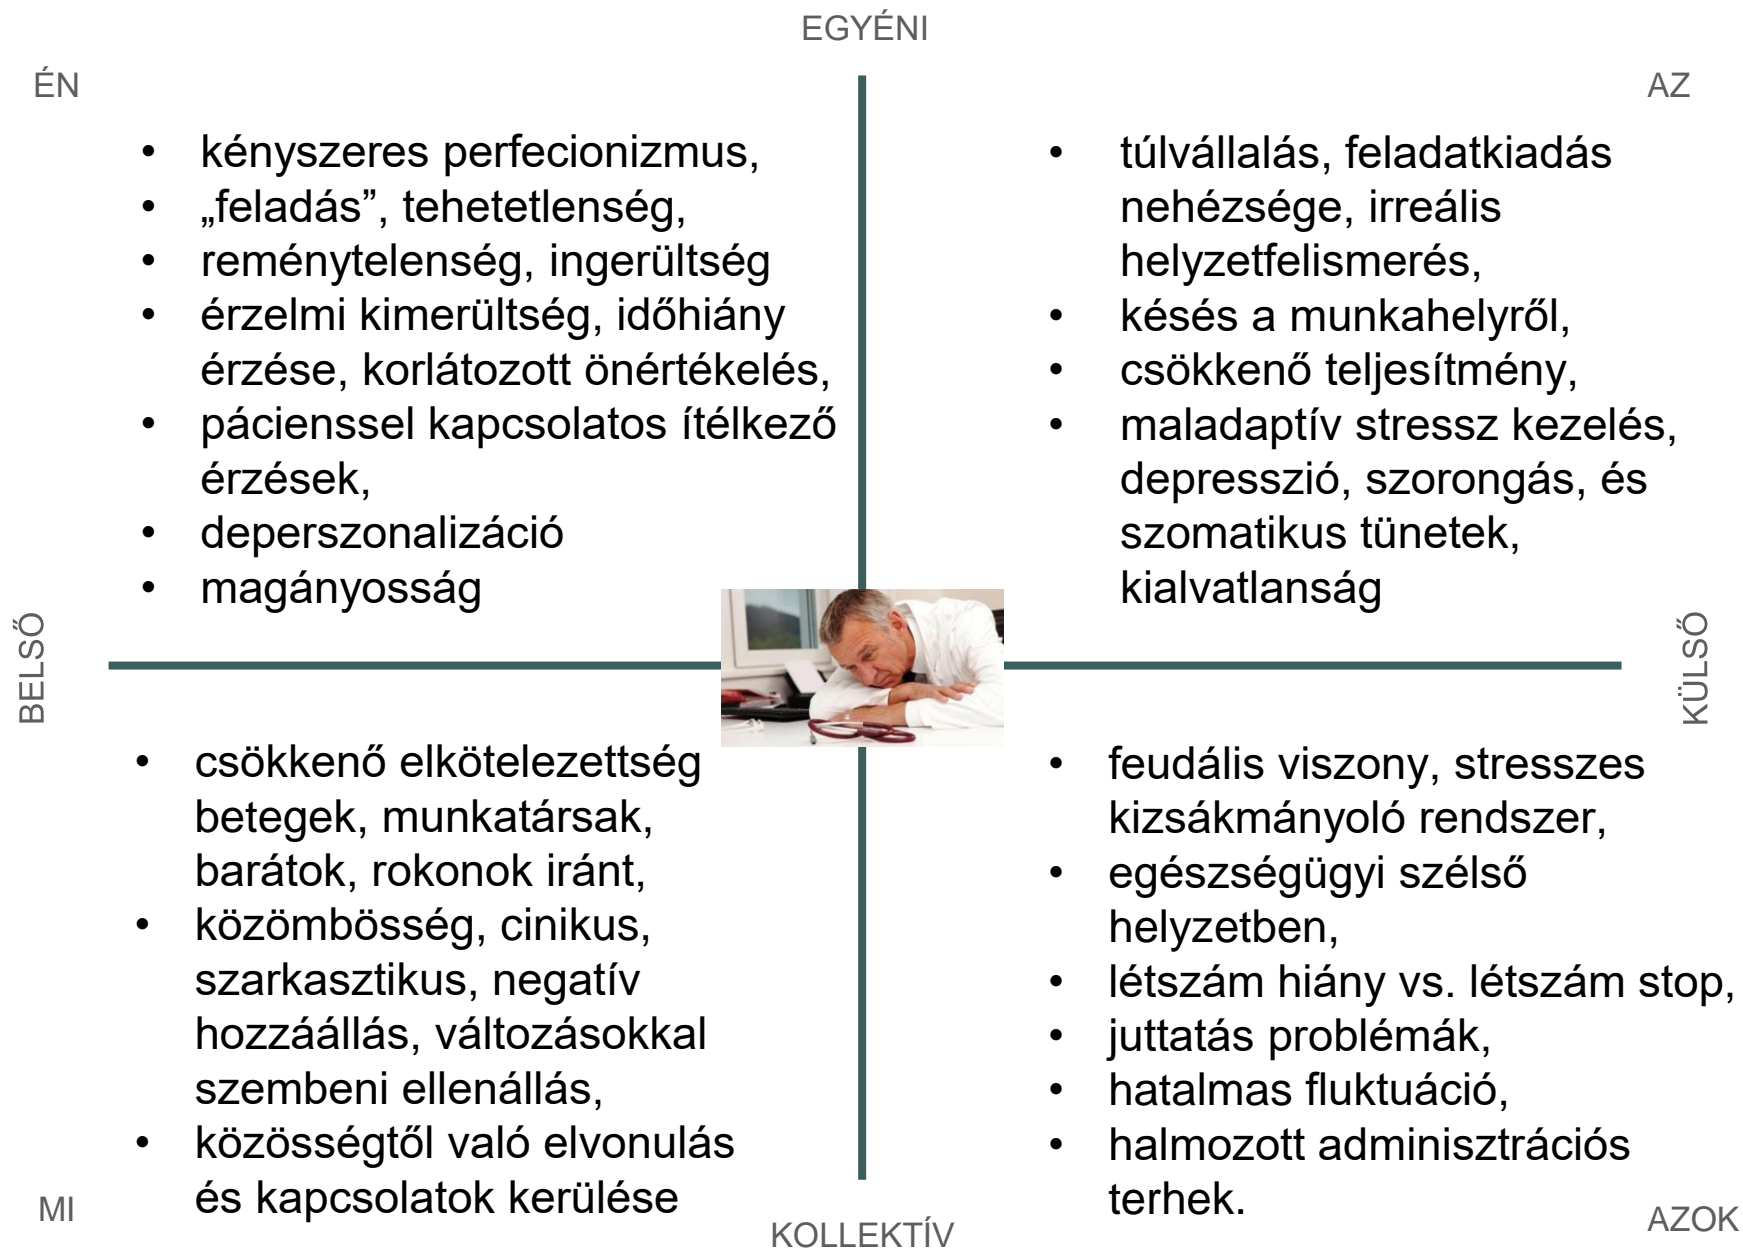 EGYÉNI
ÉN
AZ
• kényszeres perfecionizmus,
• „feladás”, tehetetlenség,
• reménytelenség, ingerültség
• érzelmi kimerültség, időhiány
érzése, korlátozott önértékelés,
• pácienssel kapcsolatos ítélkező
érzések,
• deperszonalizáció
• magányosság
• túlvállalás, feladatkiadás
nehézsége, irreális
helyzetfelismerés,
• késés a munkahelyről,
• csökkenő teljesítmény,
• maladaptív stressz kezelés,
depresszió, szorongás, és
szomatikus tünetek,
kialvatlanság
BELSŐ
KÜLSŐ
• csökkenő elkötelezettség
betegek, munkatársak,
barátok, rokonok iránt,
• közömbösség, cinikus,
szarkasztikus, negatív
hozzáállás, változásokkal
szembeni ellenállás,
• közösségtől való elvonulás
és kapcsolatok kerülése
• feudális viszony, stresszes
kizsákmányoló rendszer,
• egészségügyi szélső
helyzetben,
• létszám hiány vs. létszám stop,
• juttatás problémák,
• hatalmas fluktuáció,
• halmozott adminisztrációs
terhek.
MI
KOLLEKTÍV
AZOK